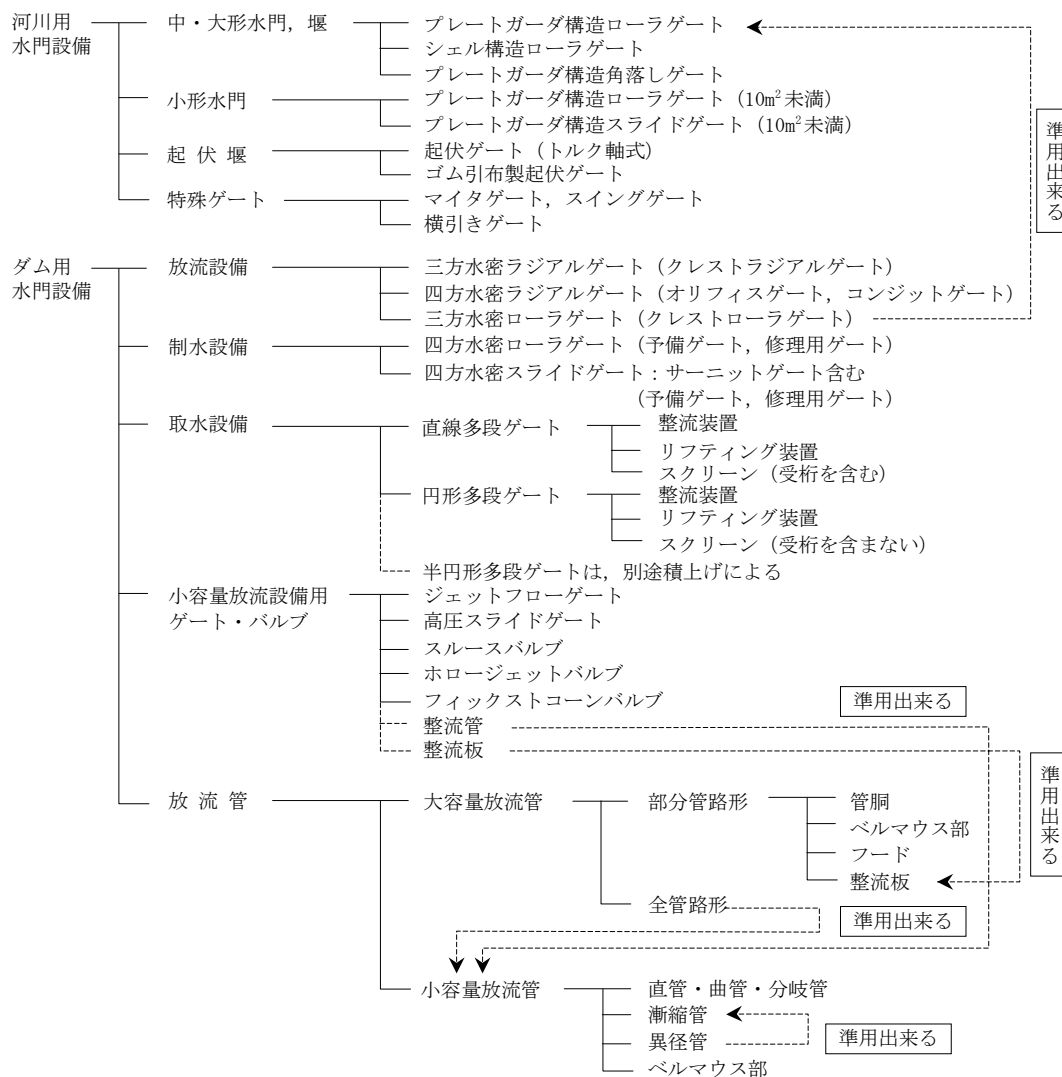 河川用
水門設備
中・大形水門，堰
プレートガーダ構造ローラゲート
シェル構造ローラゲート
プレートガーダ構造角落しゲート
小形水門
プレートガーダ構造ローラゲート（10m²未満）
プレートガーダ構造スライドゲート（10m²未満）
起 伏 堰
起伏ゲート（トルク軸式）
ゴム引布製起伏ゲート
特殊ゲート
マイタゲート，スイングゲート
横引きゲート
準用出来る
ダム用
水門設備
放流設備
三方水密ラジアルゲート（クレストラジアルゲート）
四方水密ラジアルゲート（オリフィスゲート，コンジットゲート）
三方水密ローラゲート（クレストローラゲート）
制水設備
四方水密ローラゲート（予備ゲート，修理用ゲート）
四方水密スライドゲート：サーニットゲート含む
（予備ゲート，修理用ゲート）
取水設備
直線多段ゲート
整流装置
リフティング装置
スクリーン（受桁を含む）
円形多段ゲート
整流装置
リフティング装置
スクリーン（受桁を含まない）
半円形多段ゲートは，別途積上げによる
小容量放流設備用
ゲート・バルブ
ジェットフローゲート
高圧スライドゲート
スルースバルブ
ホロージェットバルブ
フィックストコーンバルブ
準用出来る
整流管
整流板
準用出来る
放 流 管
大容量放流管
部分管路形
管胴
ベルマウス部
フード
整流板
全管路形
準用出来る
小容量放流管
直管・曲管・分岐管
漸縮管
異径管
準用出来る
ベルマウス部